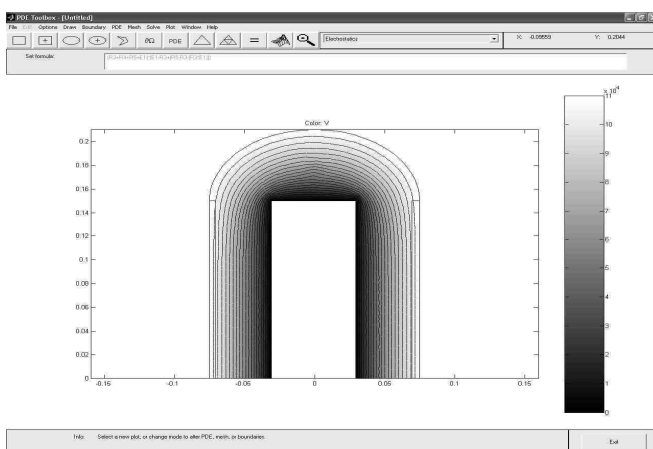 PDE Toolbox - [Untitled]
File Edit Options Draw Boundary PDE Mesh Solve Plot Window Help
∂Ω PDE = Electrostatics X: -0.09559 Y: 0.2044
Set formula:
Color: V
x 10⁴
0.2
0.18
0.16
0.14
0.12
0.1
0.08
0.06
0.04
0.02
0
-0.15 -0.1 -0.05 0 0.05 0.1 0.15
11
10
9
8
7
6
5
4
3
2
1
0
Info: Select a new plot, or change mode to alter PDE, mesh, or boundaries.
Exit